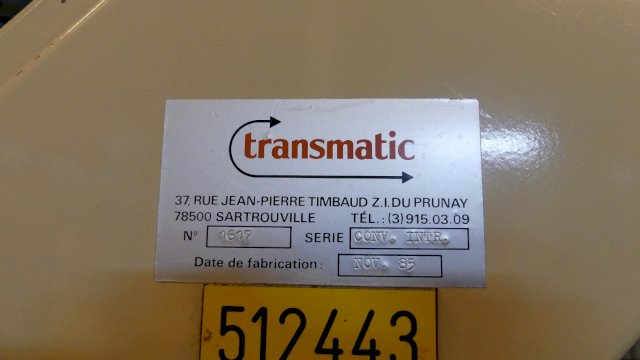 transmatic
37, RUE JEAN-PIERRE TIMBAUD Z.I. DU PRUNAY
78500 SARTROUVILLE TÉL.: (3) 915.03.09
N° 1617 SERIE CONV. INTR.
Date de fabrication: NOV. 85
512443